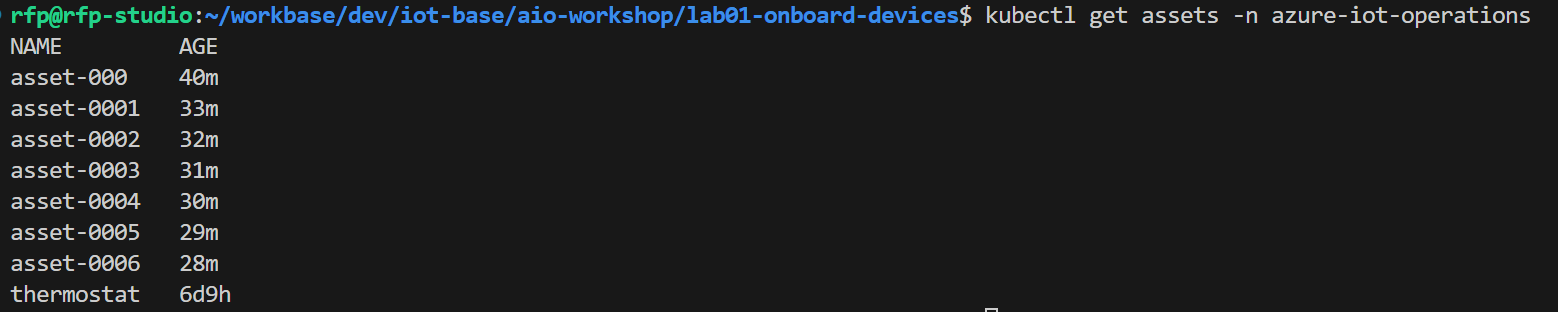 rfp@rfp-studio:~/workbase/dev/iot-base/aio-workshop/lab01-onboard-devices$ kubectl get assets -n azure-iot-operations
NAME         AGE
asset-000    40m
asset-0001   33m
asset-0002   32m
asset-0003   31m
asset-0004   30m
asset-0005   29m
asset-0006   28m
thermostat   6d9h